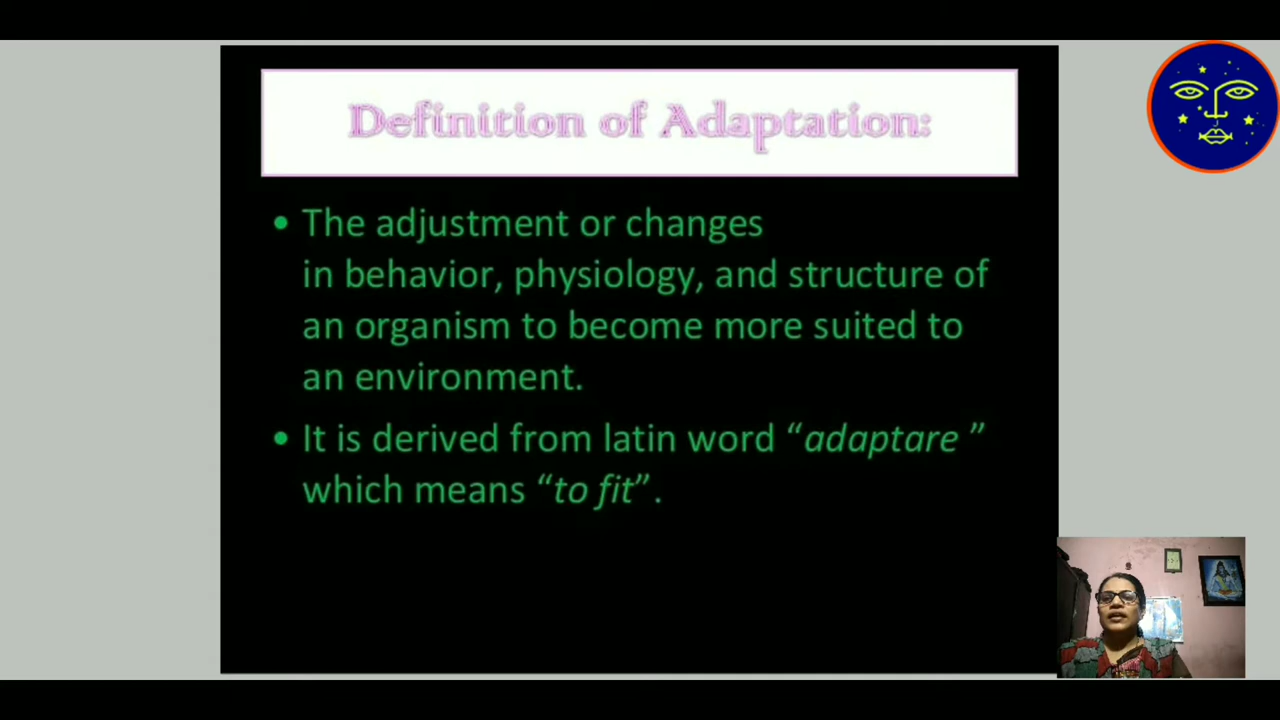 Definition of Adaptation:
• The adjustment or changes
in behavior, physiology, and structure of
an organism to become more suited to
an environment.
• It is derived from latin word “adaptare ”
which means “to fit”.